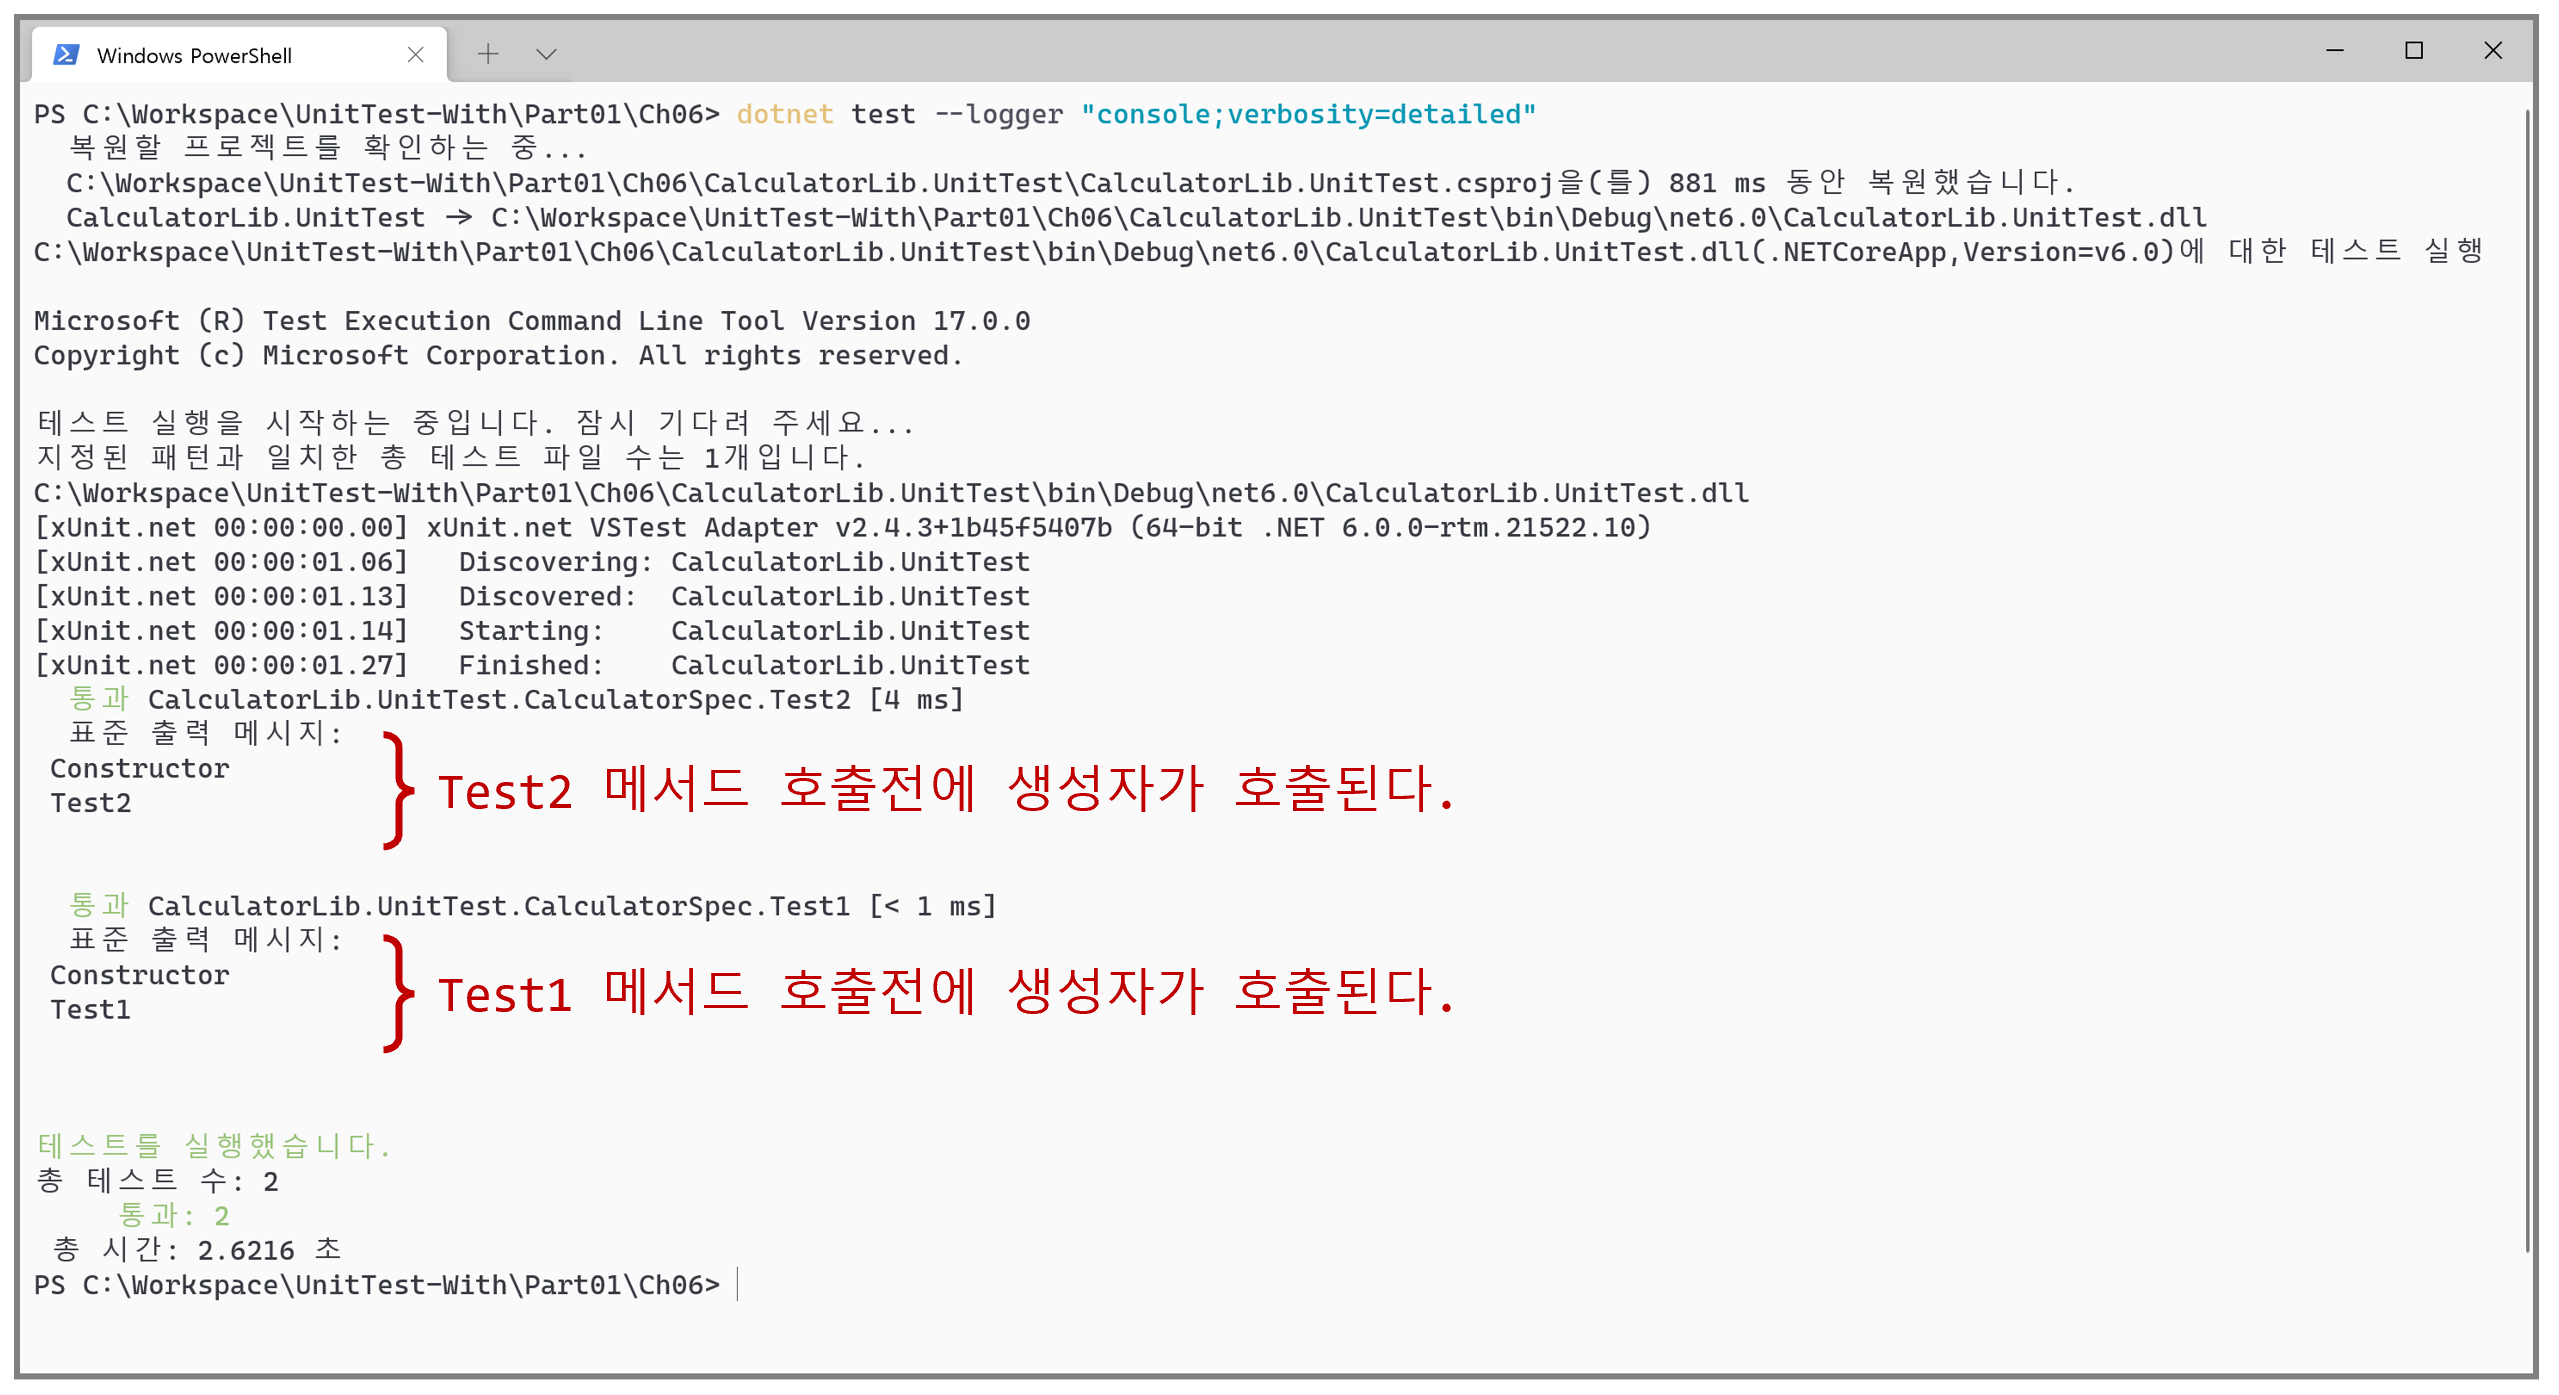 Windows PowerShell
PS C:\Workspace\UnitTest-With\Part01\Ch06> dotnet test --logger "console;verbosity=detailed"
복원할 프로젝트를 확인하는 중...
C:\Workspace\UnitTest-With\Part01\Ch06\CalculatorLib.UnitTest\CalculatorLib.UnitTest.csproj을(를) 881 ms 동안 복원했습니다.
CalculatorLib.UnitTest -> C:\Workspace\UnitTest-With\Part01\Ch06\CalculatorLib.UnitTest\bin\Debug\net6.0\CalculatorLib.UnitTest.dll
C:\Workspace\UnitTest-With\Part01\Ch06\CalculatorLib.UnitTest\bin\Debug\net6.0\CalculatorLib.UnitTest.dll(.NETCoreApp,Version=v6.0)에 대한 테스트 실행
Microsoft (R) Test Execution Command Line Tool Version 17.0.0
Copyright (c) Microsoft Corporation. All rights reserved.
테스트 실행을 시작하는 중입니다. 잠시 기다려 주세요...
지정된 패턴과 일치한 총 테스트 파일 수는 1개입니다.
C:\Workspace\UnitTest-With\Part01\Ch06\CalculatorLib.UnitTest\bin\Debug\net6.0\CalculatorLib.UnitTest.dll
[xUnit.net 00:00:00.00] xUnit.net VSTest Adapter v2.4.3+1b45f5407b (64-bit .NET 6.0.0-rtm.21522.10)
[xUnit.net 00:00:01.06]   Discovering: CalculatorLib.UnitTest
[xUnit.net 00:00:01.13]   Discovered:  CalculatorLib.UnitTest
[xUnit.net 00:00:01.14]   Starting:    CalculatorLib.UnitTest
[xUnit.net 00:00:01.27]   Finished:    CalculatorLib.UnitTest
통과 CalculatorLib.UnitTest.CalculatorSpec.Test2 [4 ms]
표준 출력 메시지:
Constructor
Test2
Test2 메서드 호출전에 생성자가 호출된다.
통과 CalculatorLib.UnitTest.CalculatorSpec.Test1 [< 1 ms]
표준 출력 메시지:
Constructor
Test1
Test1 메서드 호출전에 생성자가 호출된다.
테스트를 실행했습니다.
총 테스트 수: 2
통과: 2
총 시간: 2.6216 초
PS C:\Workspace\UnitTest-With\Part01\Ch06>